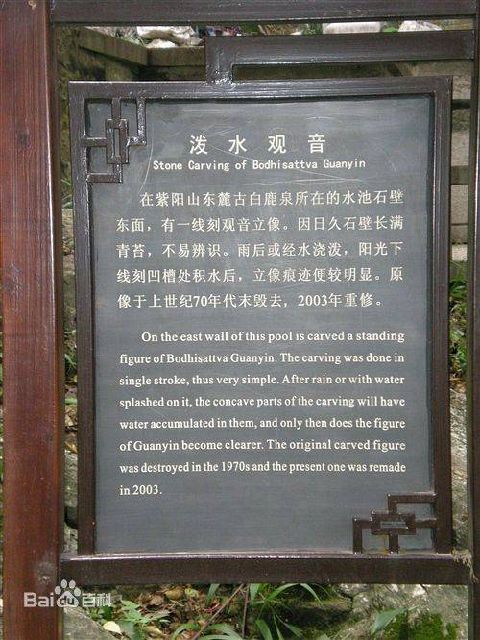 泼水观音
Stone Carving of Bodhisattva Guanyin
在紫阳山东麓古白鹿泉所在的水池石壁
东面，有一线刻观音立像。因日久石壁长满
青苔，不易辨识。雨后或经水浇泼，阳光下
线刻凹槽处积水后，立像痕迹便较明显。原
像于上世纪70年代末毁去，2003年重修。
On the east wall of this pool is carved a standing
figure of Bodhisattva Guanyin. The carving was done in
single stroke, thus very simple. After rain or with water
splashed on it, the concave parts of the carving will have
water accumulated in them, and only then does the figure
of Guanyin become clearer. The original carved figure
was destroyed in the 1970s and the present one was remade
in 2003.
Bai百科